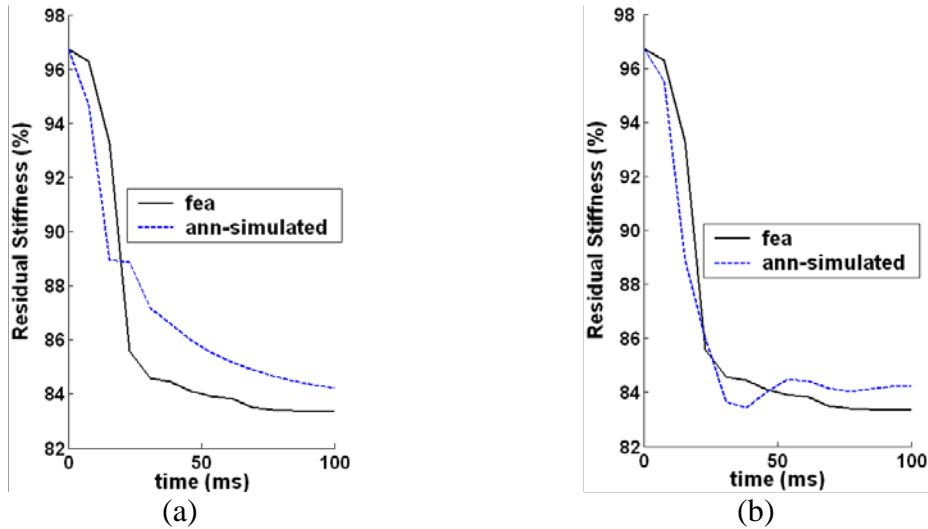 98
96
94
92
90
88
86
84
82
Residual Stiffness (%)
fea
ann-simulated
0
50
100
time (ms)
(a)
98
96
94
92
90
88
86
84
82
Residual Stiffness (%)
fea
ann-simulated
0
50
100
time (ms)
(b)